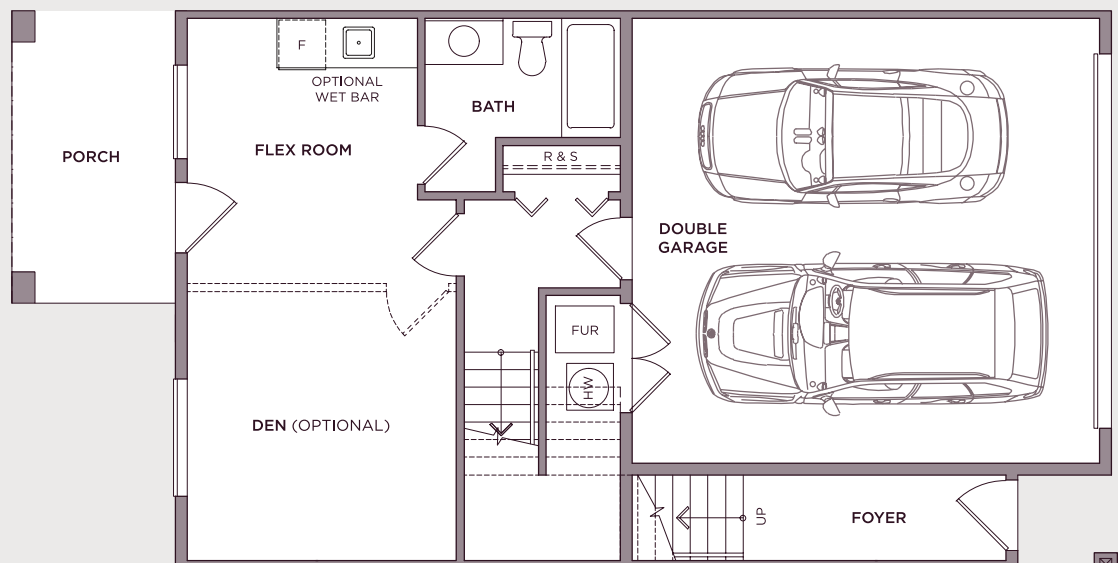 F
OPTIONAL
WET BAR
BATH
PORCH
FLEX ROOM
R & S
DOUBLE
GARAGE
FUR
HW
DEN (OPTIONAL)
UP
FOYER